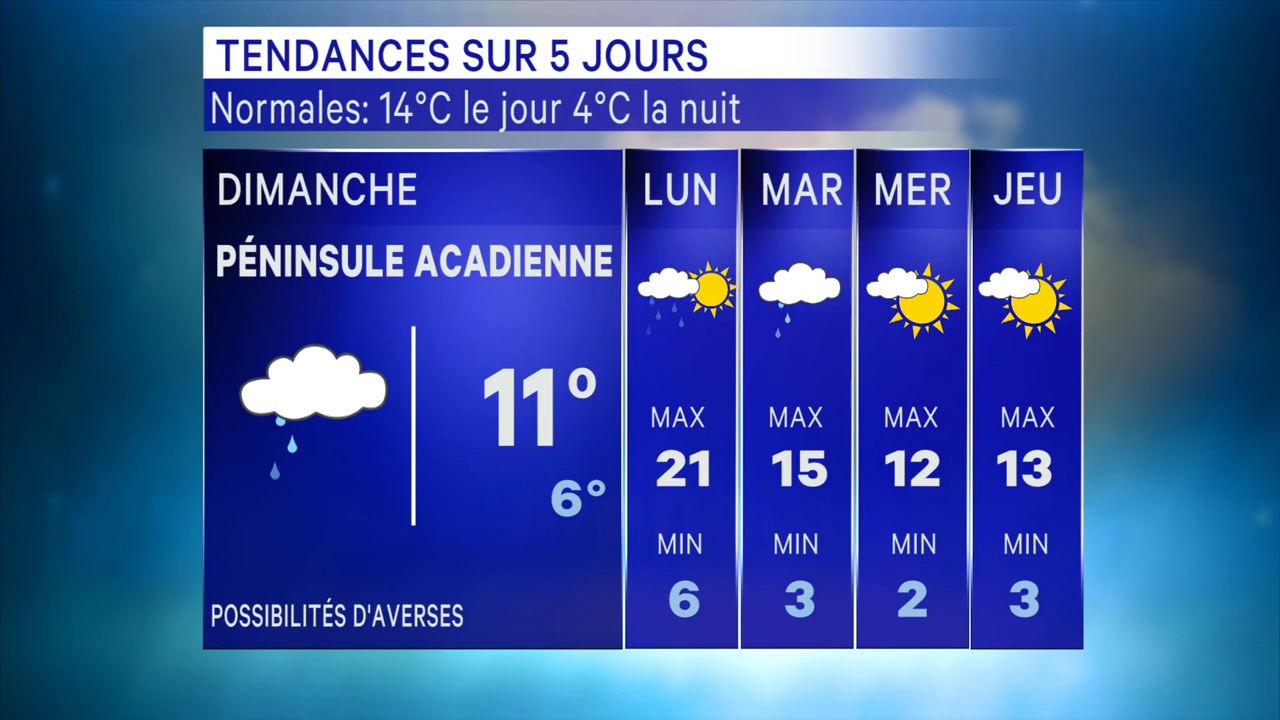 TENDANCES SUR 5 JOURS
Normales: 14°C le jour 4°C la nuit
DIMANCHE
PÉNINSULE ACADIENNE
11°
6°
POSSIBILITÉS D'AVERSES
LUN
MAX
21
MIN
6
MAR
MAX
15
MIN
3
MER
MAX
12
MIN
2
JEU
MAX
13
MIN
3